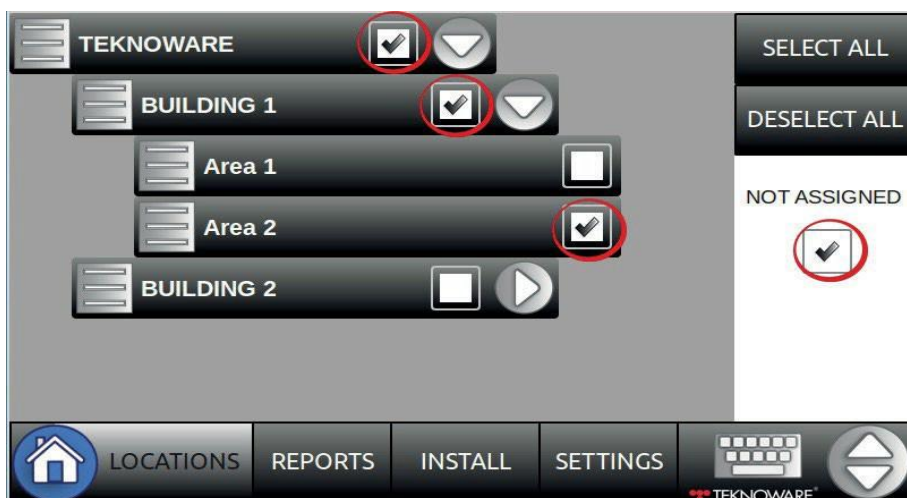 TEKNOWARE
BUILDING 1
Area 1
Area 2
BUILDING 2
SELECT ALL
DESELECT ALL
NOT ASSIGNED
LOCATIONS
REPORTS
INSTALL
SETTINGS
TEKNOWARE